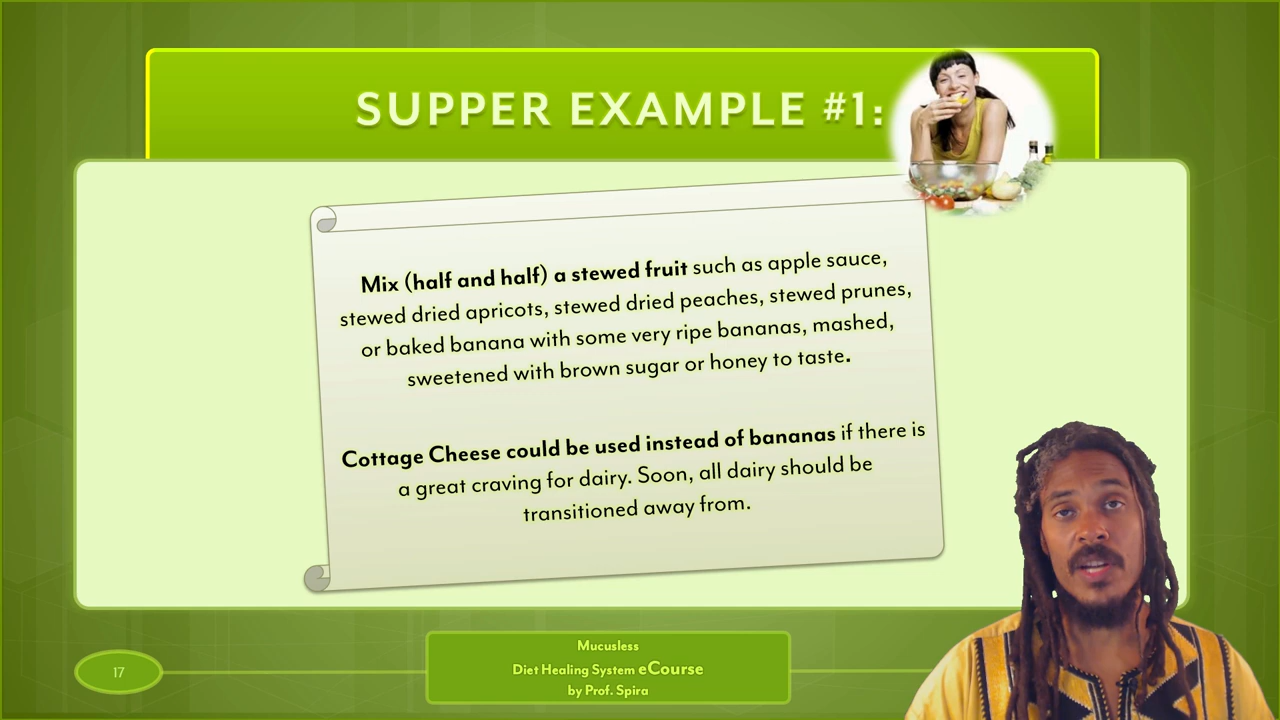 SUPPER EXAMPLE #1:
Mix (half and half) a stewed fruit such as apple sauce,
stewed dried apricots, stewed dried peaches, stewed prunes,
or baked banana with some very ripe bananas, mashed,
sweetened with brown sugar or honey to taste.
Cottage Cheese could be used instead of bananas if there is
a great craving for dairy. Soon, all dairy should be
transitioned away from.
17
Mucusless
Diet Healing System eCourse
by Prof. Spira